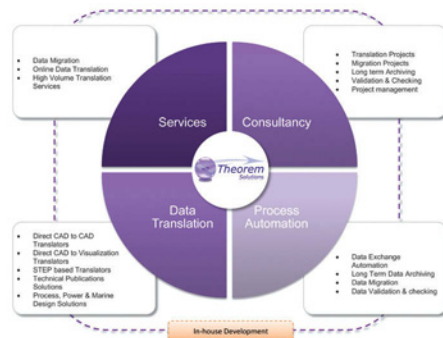 Data Migration
Online Data Translation
High Volume Translation
Services
Translation Projects
Migration Projects
Long term Archiving
Validation & Checking
Project management
Services
Consultancy
Theorem
Solutions
Data
Translation
Process
Automation
Direct CAD to CAD
Translators
Direct CAD to Visualization
Translators
STEP based Translators
Technical Publications
Solutions
Process, Power & Marine
Design Solutions
Data Exchange
Automation
Long Term Data Archiving
Data Migration
Data Validation & checking
In-house Development